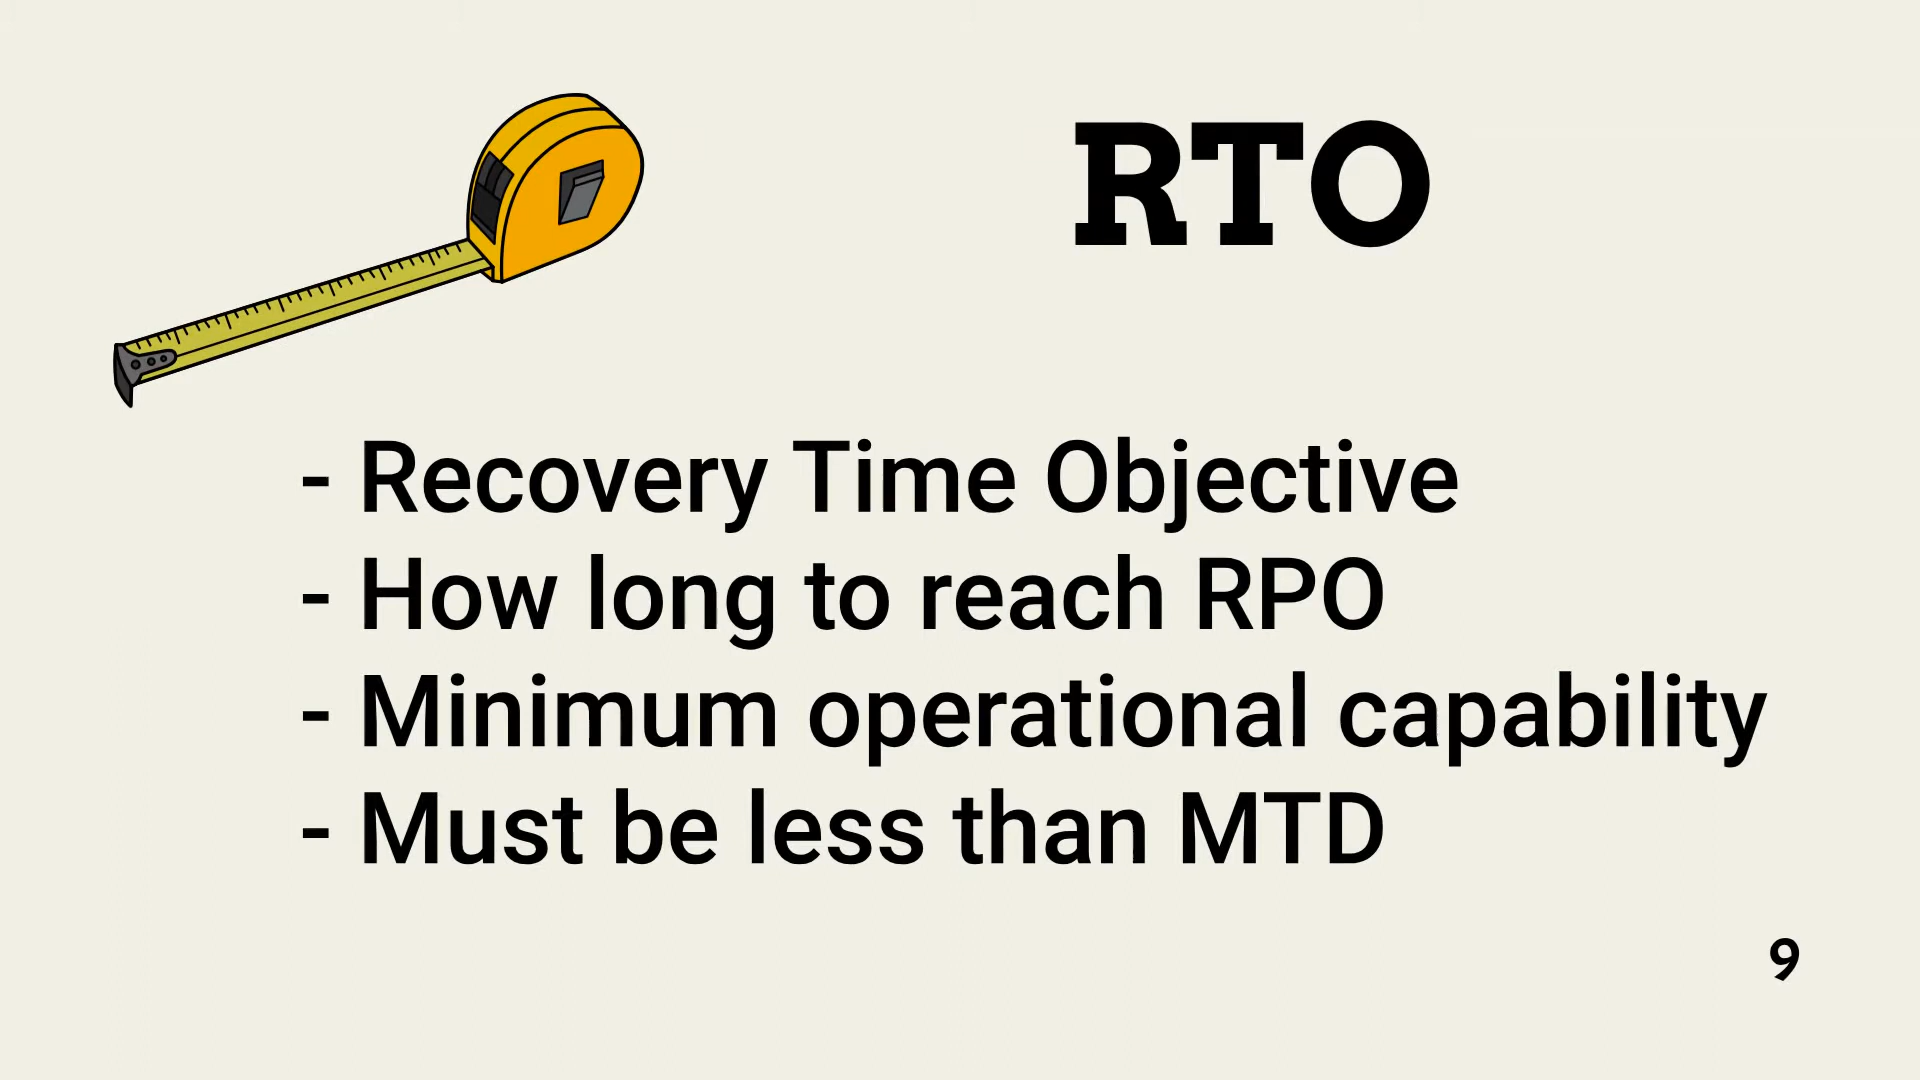 RTO
- Recovery Time Objective
- How long to reach RPO
- Minimum operational capability
- Must be less than MTD
9